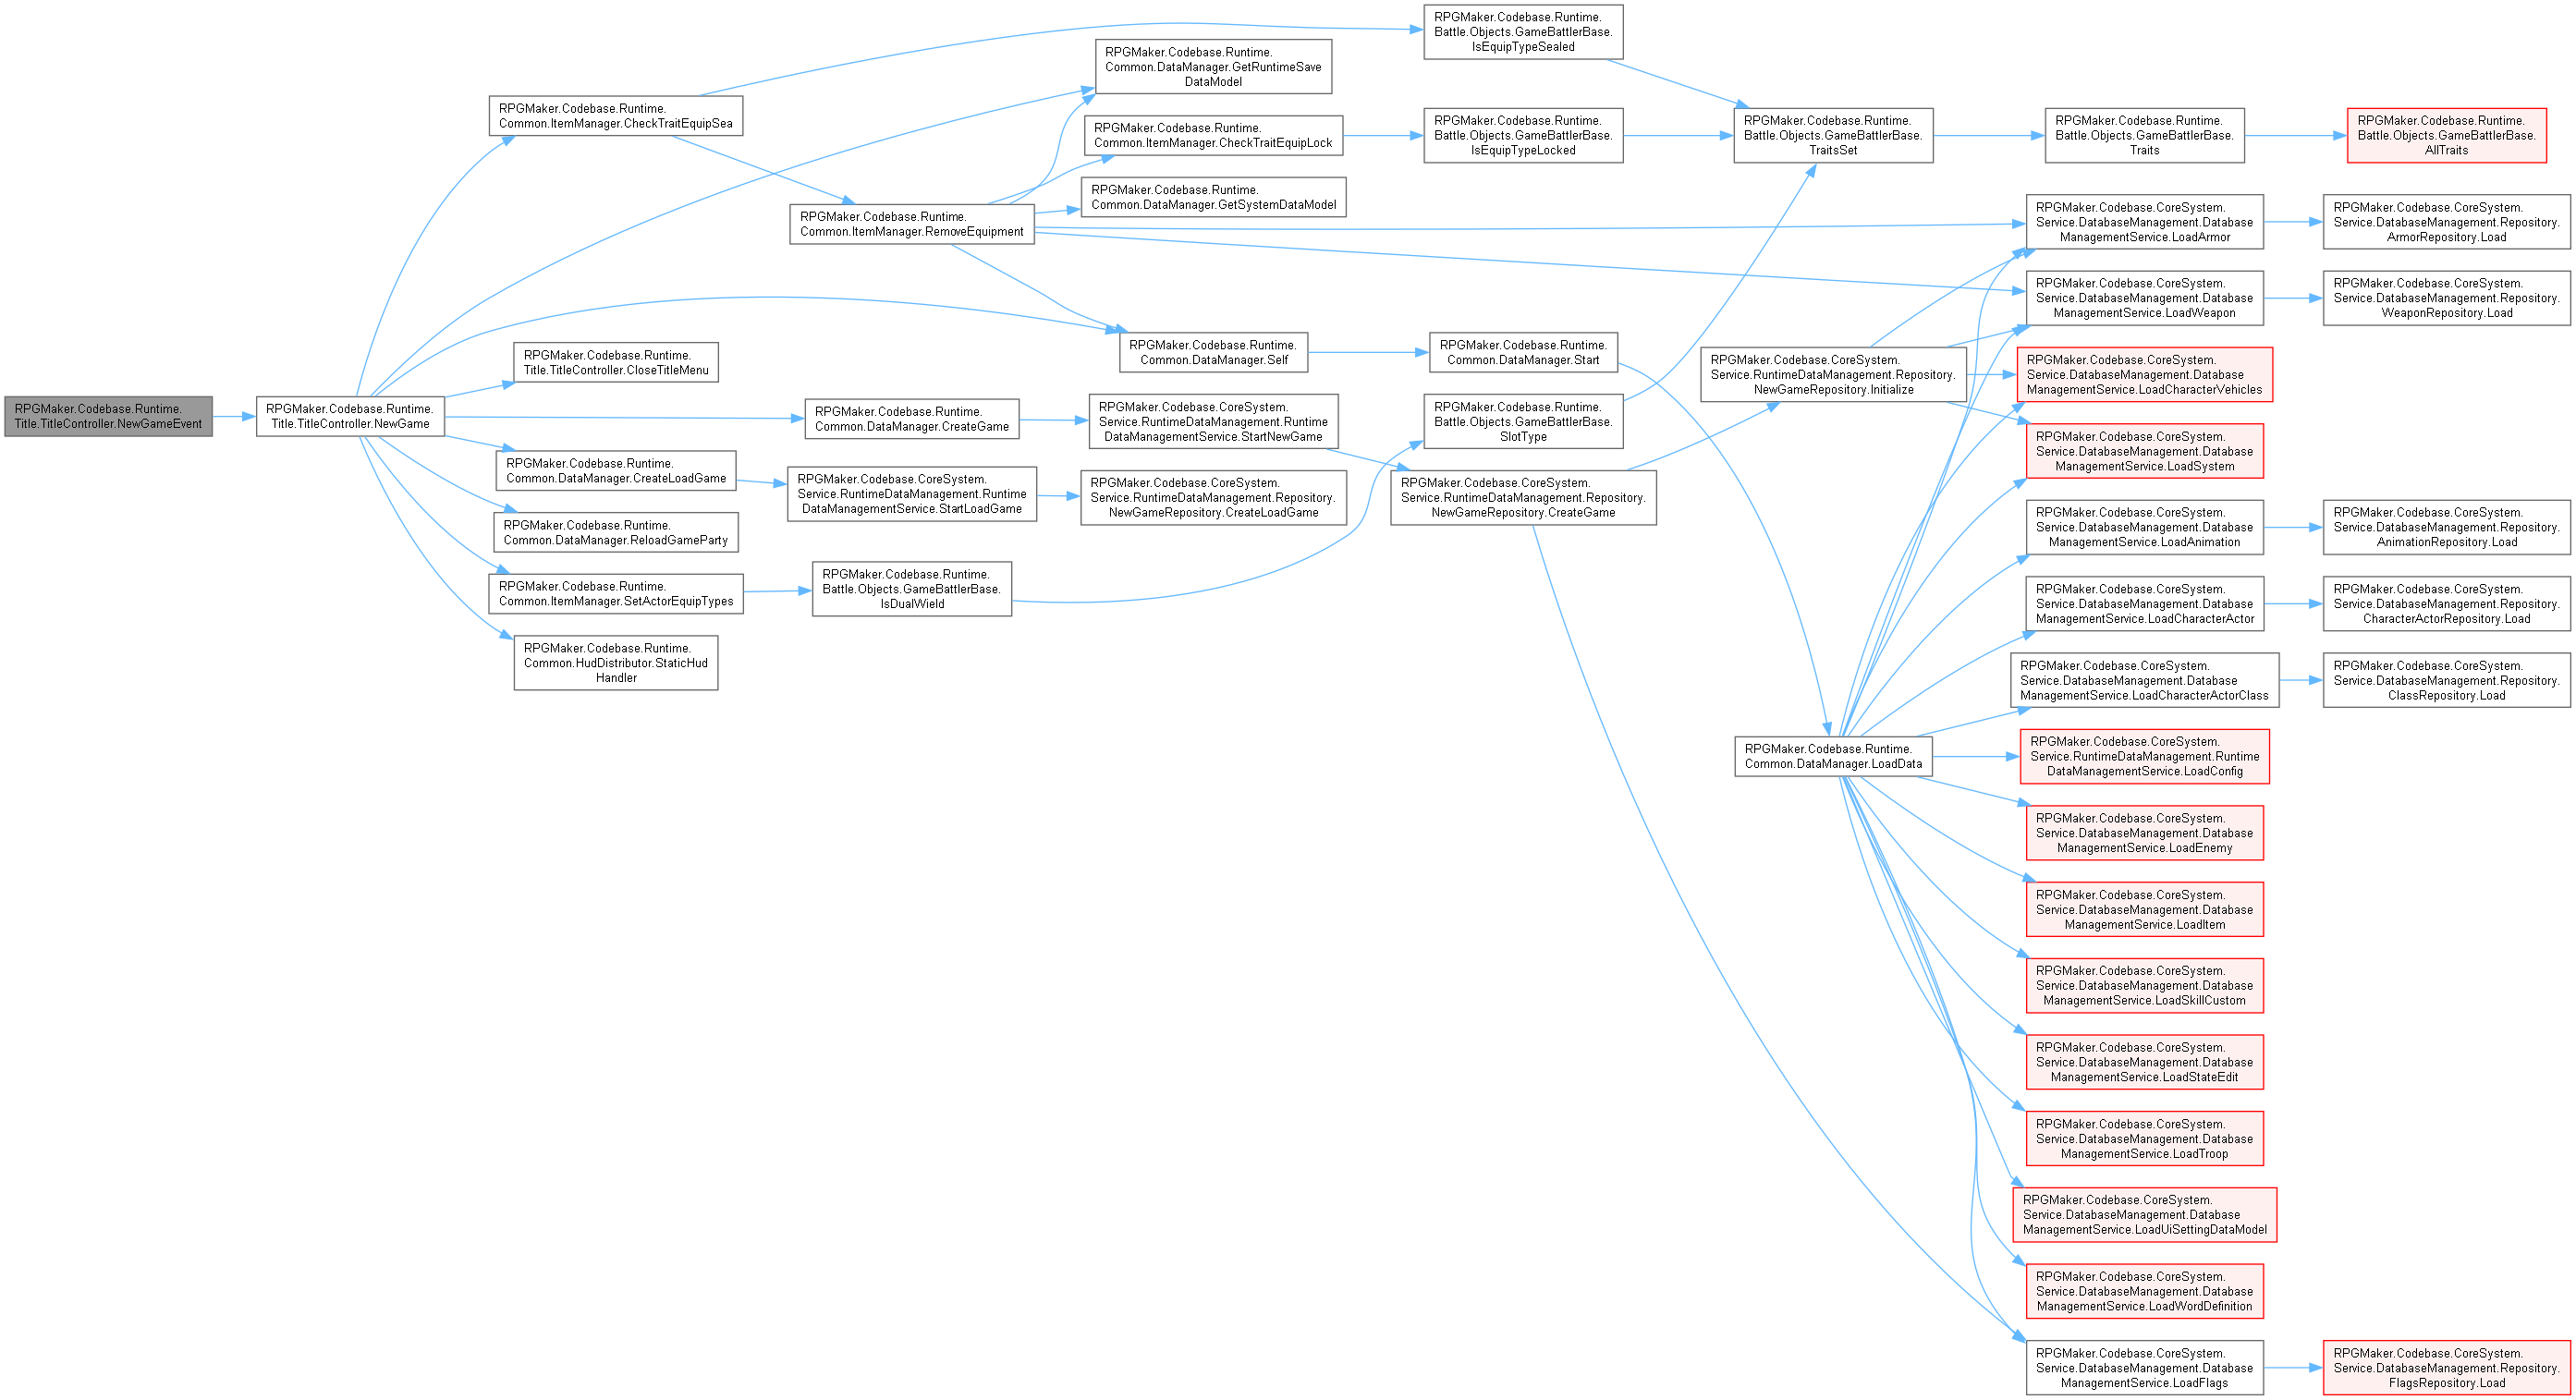 RPGMaker.Codebase.Runtime.
Title.TitleController.NewGameEvent
RPGMaker.Codebase.Runtime.
Title.TitleController.NewGame
RPGMaker.Codebase.Runtime.
Common.ItemManager.CheckTraitEquipSea
RPGMaker.Codebase.Runtime.
Title.TitleController.CloseTitleMenu
RPGMaker.Codebase.Runtime.
Common.DataManager.CreateLoadGame
RPGMaker.Codebase.Runtime.
Common.DataManager.ReloadGameParty
RPGMaker.Codebase.Runtime.
Common.ItemManager.SetActorEquipTypes
RPGMaker.Codebase.Runtime.
Common.HudDistributor.StaticHud
Handler
RPGMaker.Codebase.Runtime.
Common.ItemManager.RemoveEquipment
RPGMaker.Codebase.Runtime.
Common.DataManager.CreateGame
RPGMaker.Codebase.CoreSystem.
Service.RuntimeDataManagement.Runtime
DataManagementService.StartLoadGame
RPGMaker.Codebase.Runtime.
Battle.Objects.GameBattlerBase.
IsDualWield
RPGMaker.Codebase.Runtime.
Common.DataManager.GetRuntimeSave
DataModel
RPGMaker.Codebase.Runtime.
Common.ItemManager.CheckTraitEquipLock
RPGMaker.Codebase.Runtime.
Common.DataManager.GetSystemDataModel
RPGMaker.Codebase.Runtime.
Common.DataManager.Self
RPGMaker.Codebase.CoreSystem.
Service.RuntimeDataManagement.Runtime
DataManagementService.StartNewGame
RPGMaker.Codebase.CoreSystem.
Service.RuntimeDataManagement.Repository.
NewGameRepository.CreateLoadGame
RPGMaker.Codebase.Runtime.
Battle.Objects.GameBattlerBase.
IsEquipTypeSealed
RPGMaker.Codebase.Runtime.
Battle.Objects.GameBattlerBase.
IsEquipTypeLocked
RPGMaker.Codebase.Runtime.
Common.DataManager.Start
RPGMaker.Codebase.Runtime.
Battle.Objects.GameBattlerBase.
SlotType
RPGMaker.Codebase.CoreSystem.
Service.RuntimeDataManagement.Repository.
NewGameRepository.CreateGame
RPGMaker.Codebase.Runtime.
Battle.Objects.GameBattlerBase.
TraitsSet
RPGMaker.Codebase.CoreSystem.
Service.RuntimeDataManagement.Repository.
NewGameRepository.Initialize
RPGMaker.Codebase.Runtime.
Common.DataManager.LoadData
RPGMaker.Codebase.Runtime.
Battle.Objects.GameBattlerBase.
Traits
RPGMaker.Codebase.CoreSystem.
Service.DatabaseManagement.Database
ManagementService.LoadArmor
RPGMaker.Codebase.CoreSystem.
Service.DatabaseManagement.Database
ManagementService.LoadWeapon
RPGMaker.Codebase.CoreSystem.
Service.DatabaseManagement.Database
ManagementService.LoadCharacterVehicles
RPGMaker.Codebase.CoreSystem.
Service.DatabaseManagement.Database
ManagementService.LoadSystem
RPGMaker.Codebase.CoreSystem.
Service.DatabaseManagement.Database
ManagementService.LoadAnimation
RPGMaker.Codebase.CoreSystem.
Service.DatabaseManagement.Database
ManagementService.LoadCharacterActor
RPGMaker.Codebase.CoreSystem.
Service.DatabaseManagement.Database
ManagementService.LoadCharacterActorClass
RPGMaker.Codebase.CoreSystem.
Service.RuntimeDataManagement.Runtime
DataManagementService.LoadConfig
RPGMaker.Codebase.CoreSystem.
Service.DatabaseManagement.Database
ManagementService.LoadEnemy
RPGMaker.Codebase.CoreSystem.
Service.DatabaseManagement.Database
ManagementService.LoadItem
RPGMaker.Codebase.CoreSystem.
Service.DatabaseManagement.Database
ManagementService.LoadSkillCustom
RPGMaker.Codebase.CoreSystem.
Service.DatabaseManagement.Database
ManagementService.LoadStateEdit
RPGMaker.Codebase.CoreSystem.
Service.DatabaseManagement.Database
ManagementService.LoadTroop
RPGMaker.Codebase.CoreSystem.
Service.DatabaseManagement.Database
ManagementService.LoadUiSettingDataModel
RPGMaker.Codebase.CoreSystem.
Service.DatabaseManagement.Database
ManagementService.LoadWordDefinition
RPGMaker.Codebase.CoreSystem.
Service.DatabaseManagement.Database
ManagementService.LoadFlags
RPGMaker.Codebase.Runtime.
Battle.Objects.GameBattlerBase.
AllTraits
RPGMaker.Codebase.CoreSystem.
Service.DatabaseManagement.Repository.
ArmorRepository.Load
RPGMaker.Codebase.CoreSystem.
Service.DatabaseManagement.Repository.
WeaponRepository.Load
RPGMaker.Codebase.CoreSystem.
Service.DatabaseManagement.Repository.
AnimationRepository.Load
RPGMaker.Codebase.CoreSystem.
Service.DatabaseManagement.Repository.
CharacterActorRepository.Load
RPGMaker.Codebase.CoreSystem.
Service.DatabaseManagement.Repository.
ClassRepository.Load
RPGMaker.Codebase.CoreSystem.
Service.DatabaseManagement.Repository.
FlagsRepository.Load